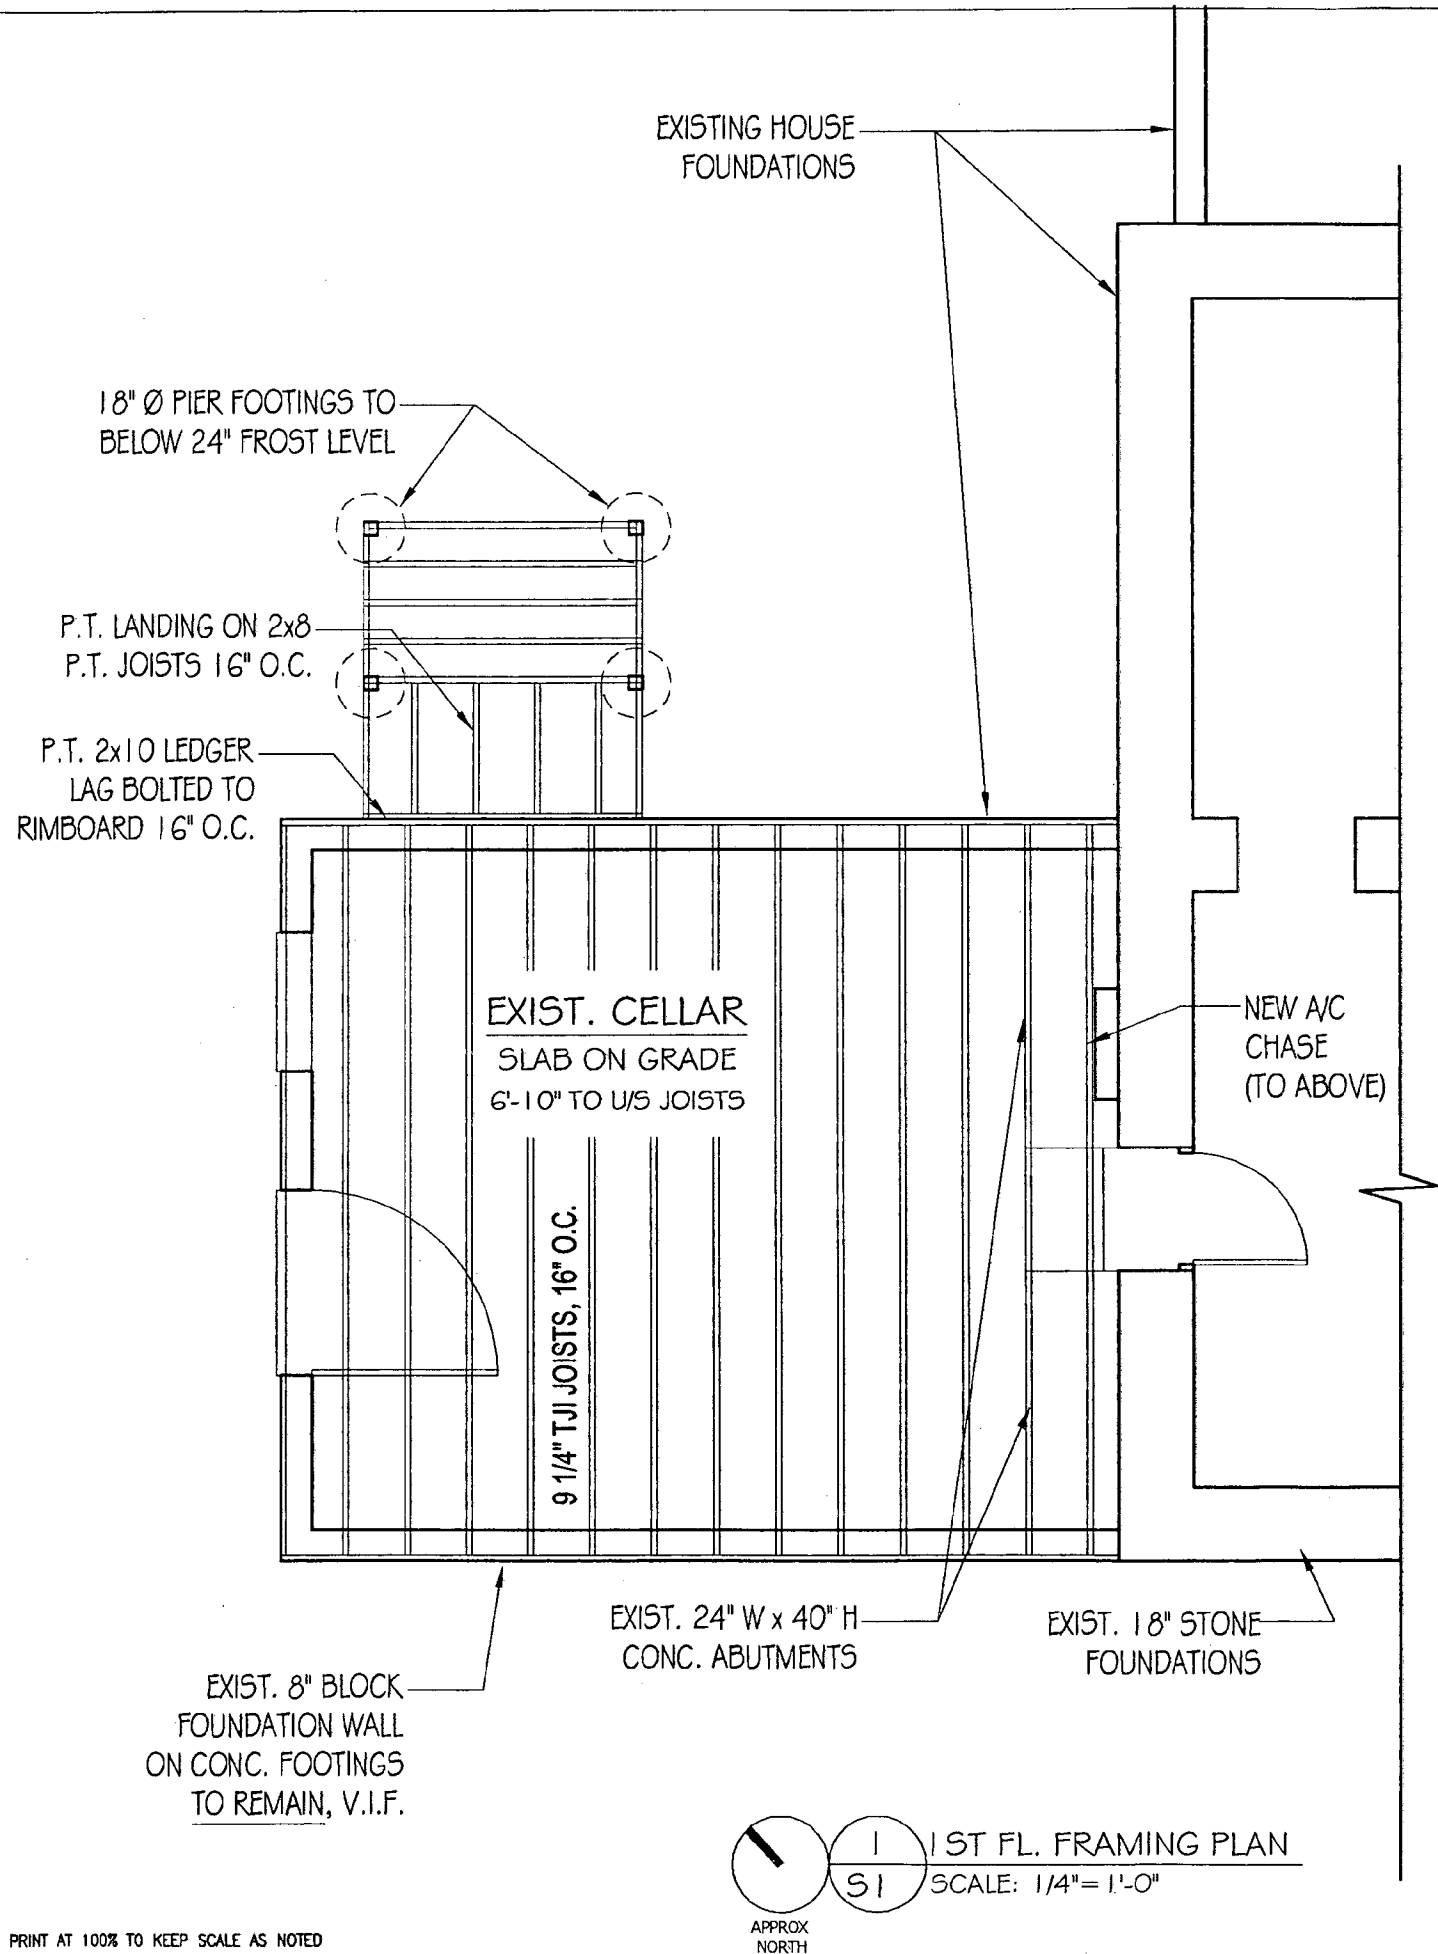 EXISTING HOUSE
FOUNDATIONS
18" Ø PIER FOOTINGS TO
BELOW 24" FROST LEVEL
P.T. LANDING ON 2x8
P.T. JOISTS 16" O.C.
P.T. 2x10 LEDGER
LAG BOLTED TO
RIMBOARD 16" O.C.
EXIST. CELLAR
SLAB ON GRADE
6'-10" TO U/S JOISTS
NEW A/C
CHASE
(TO ABOVE)
9 1/4" TJI JOISTS, 16" O.C.
EXIST. 24" W x 40" H
CONC. ABUTMENTS
EXIST. 18" STONE
FOUNDATIONS
EXIST. 8" BLOCK
FOUNDATION WALL
ON CONC. FOOTINGS
TO REMAIN, V.I.F.
1
S1
1ST FL. FRAMING PLAN
SCALE: 1/4"= 1'-0"
APPROX
NORTH
PRINT AT 100% TO KEEP SCALE AS NOTED